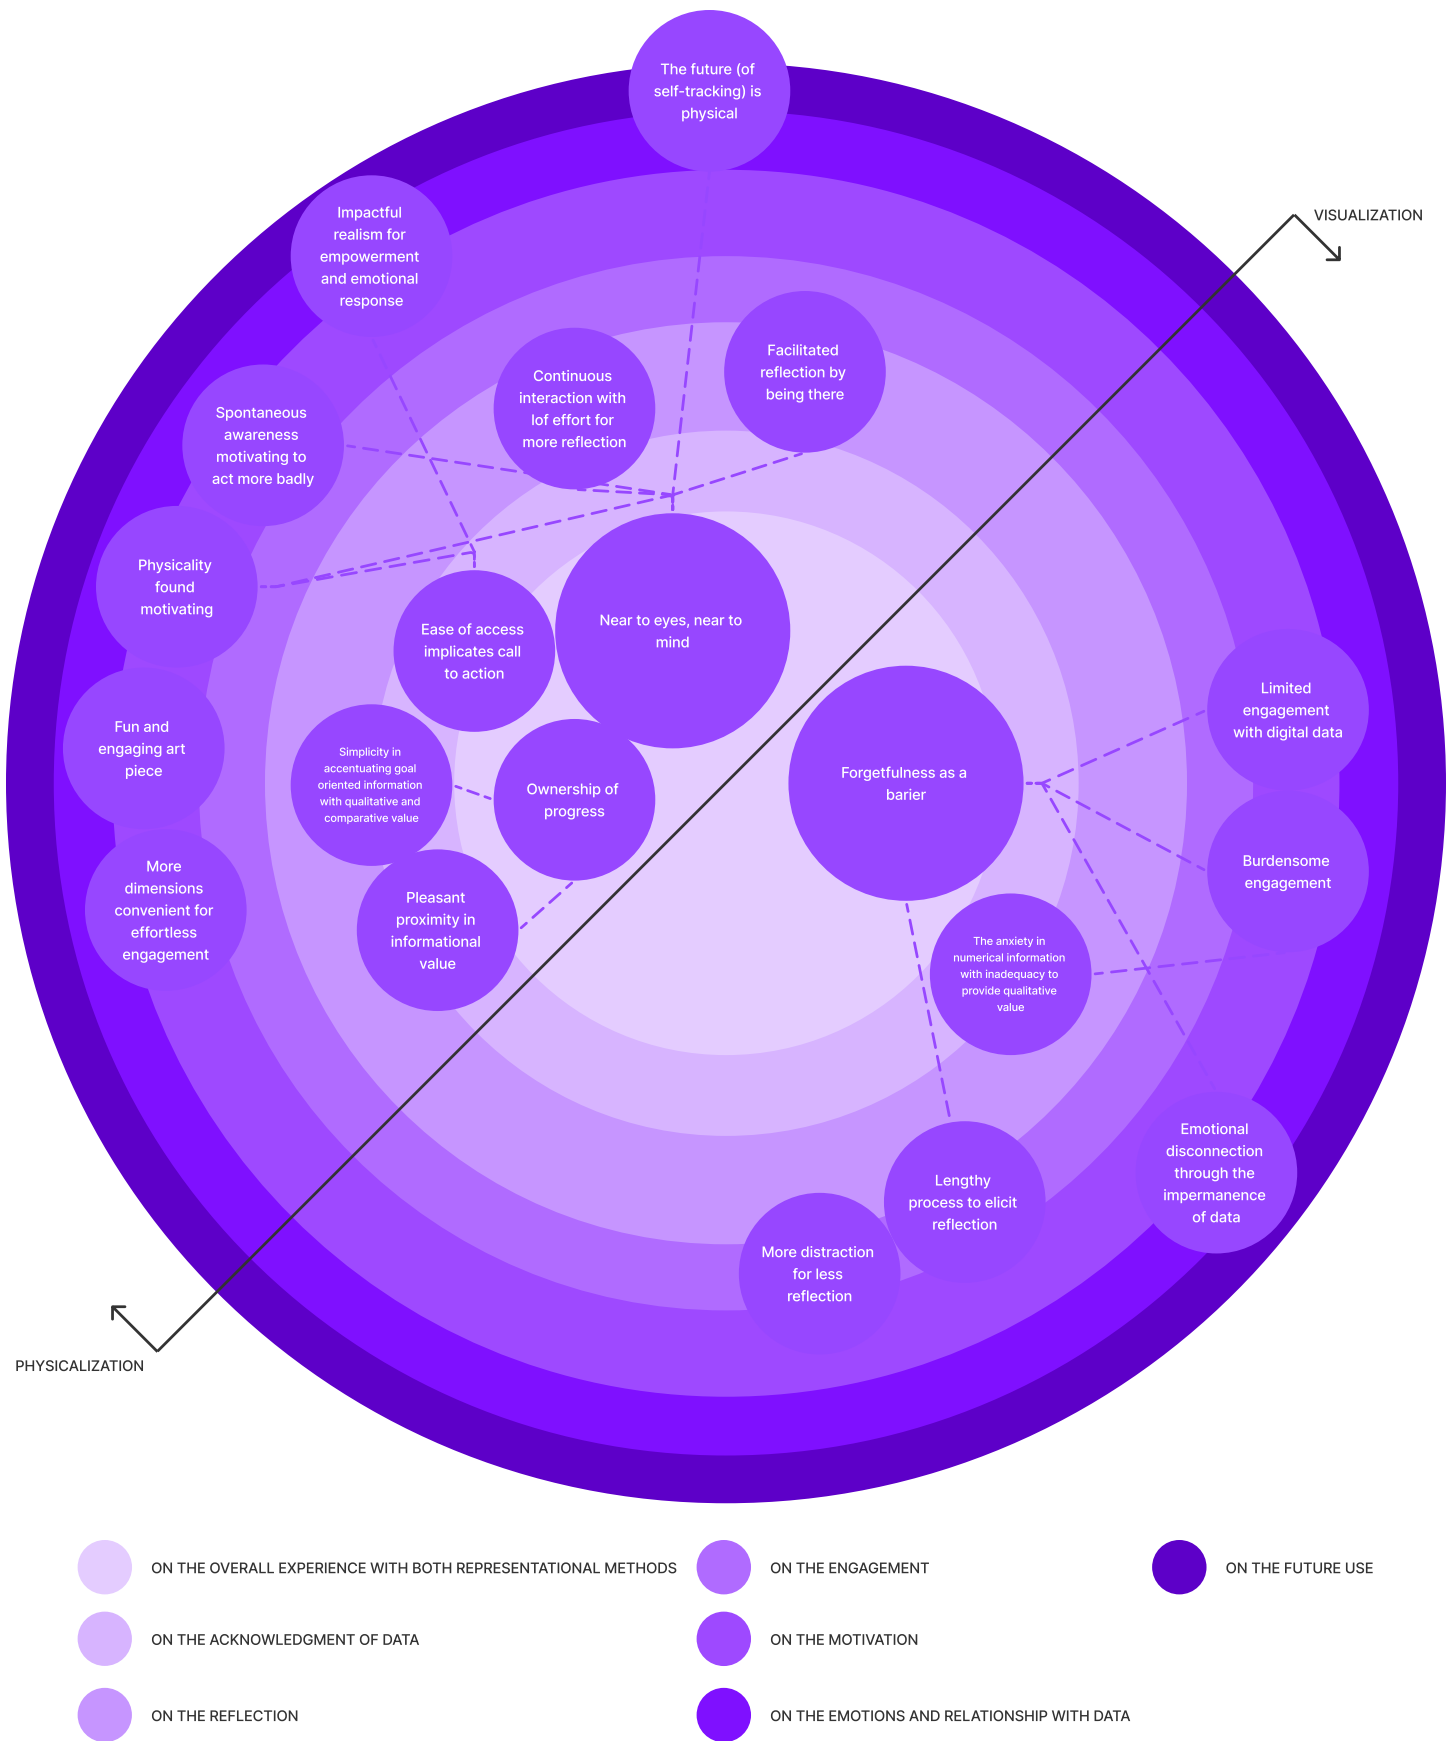 The future (of
self-tracking) is
physical
Impactful
realism for
empowerment
and emotional
response
VISUALIZATION
Facilitated
reflection by
being there
Continuous
interaction with
lof effort for
more reflection
Spontaneous
awareness
motivating to
act more badly
Physicality
found
motivating
Near to eyes, near to
mind
Ease of access
implicates call
to action
Limited
engagement
with digital data
Fun and
engaging art
piece
Simplicity in
accentuating goal
oriented information
with qualitative and
comparative value
Ownership of
progress
Forgetfulness as a
barier
Burdensome
engagement
More
dimensions
convenient for
effortless
engagement
Pleasant
proximity in
informational
value
The anxiety in
numerical information
with inadequacy to
provide qualitative
value
Emotional
disconnection
through the
impermanence
of data
Lengthy
process to elicit
reflection
More distraction
for less
reflection
PHYSICALIZATION
ON THE OVERALL EXPERIENCE WITH BOTH REPRESENTATIONAL METHODS
ON THE ENGAGEMENT
ON THE FUTURE USE
ON THE ACKNOWLEDGMENT OF DATA
ON THE MOTIVATION
ON THE REFLECTION
ON THE EMOTIONS AND RELATIONSHIP WITH DATA